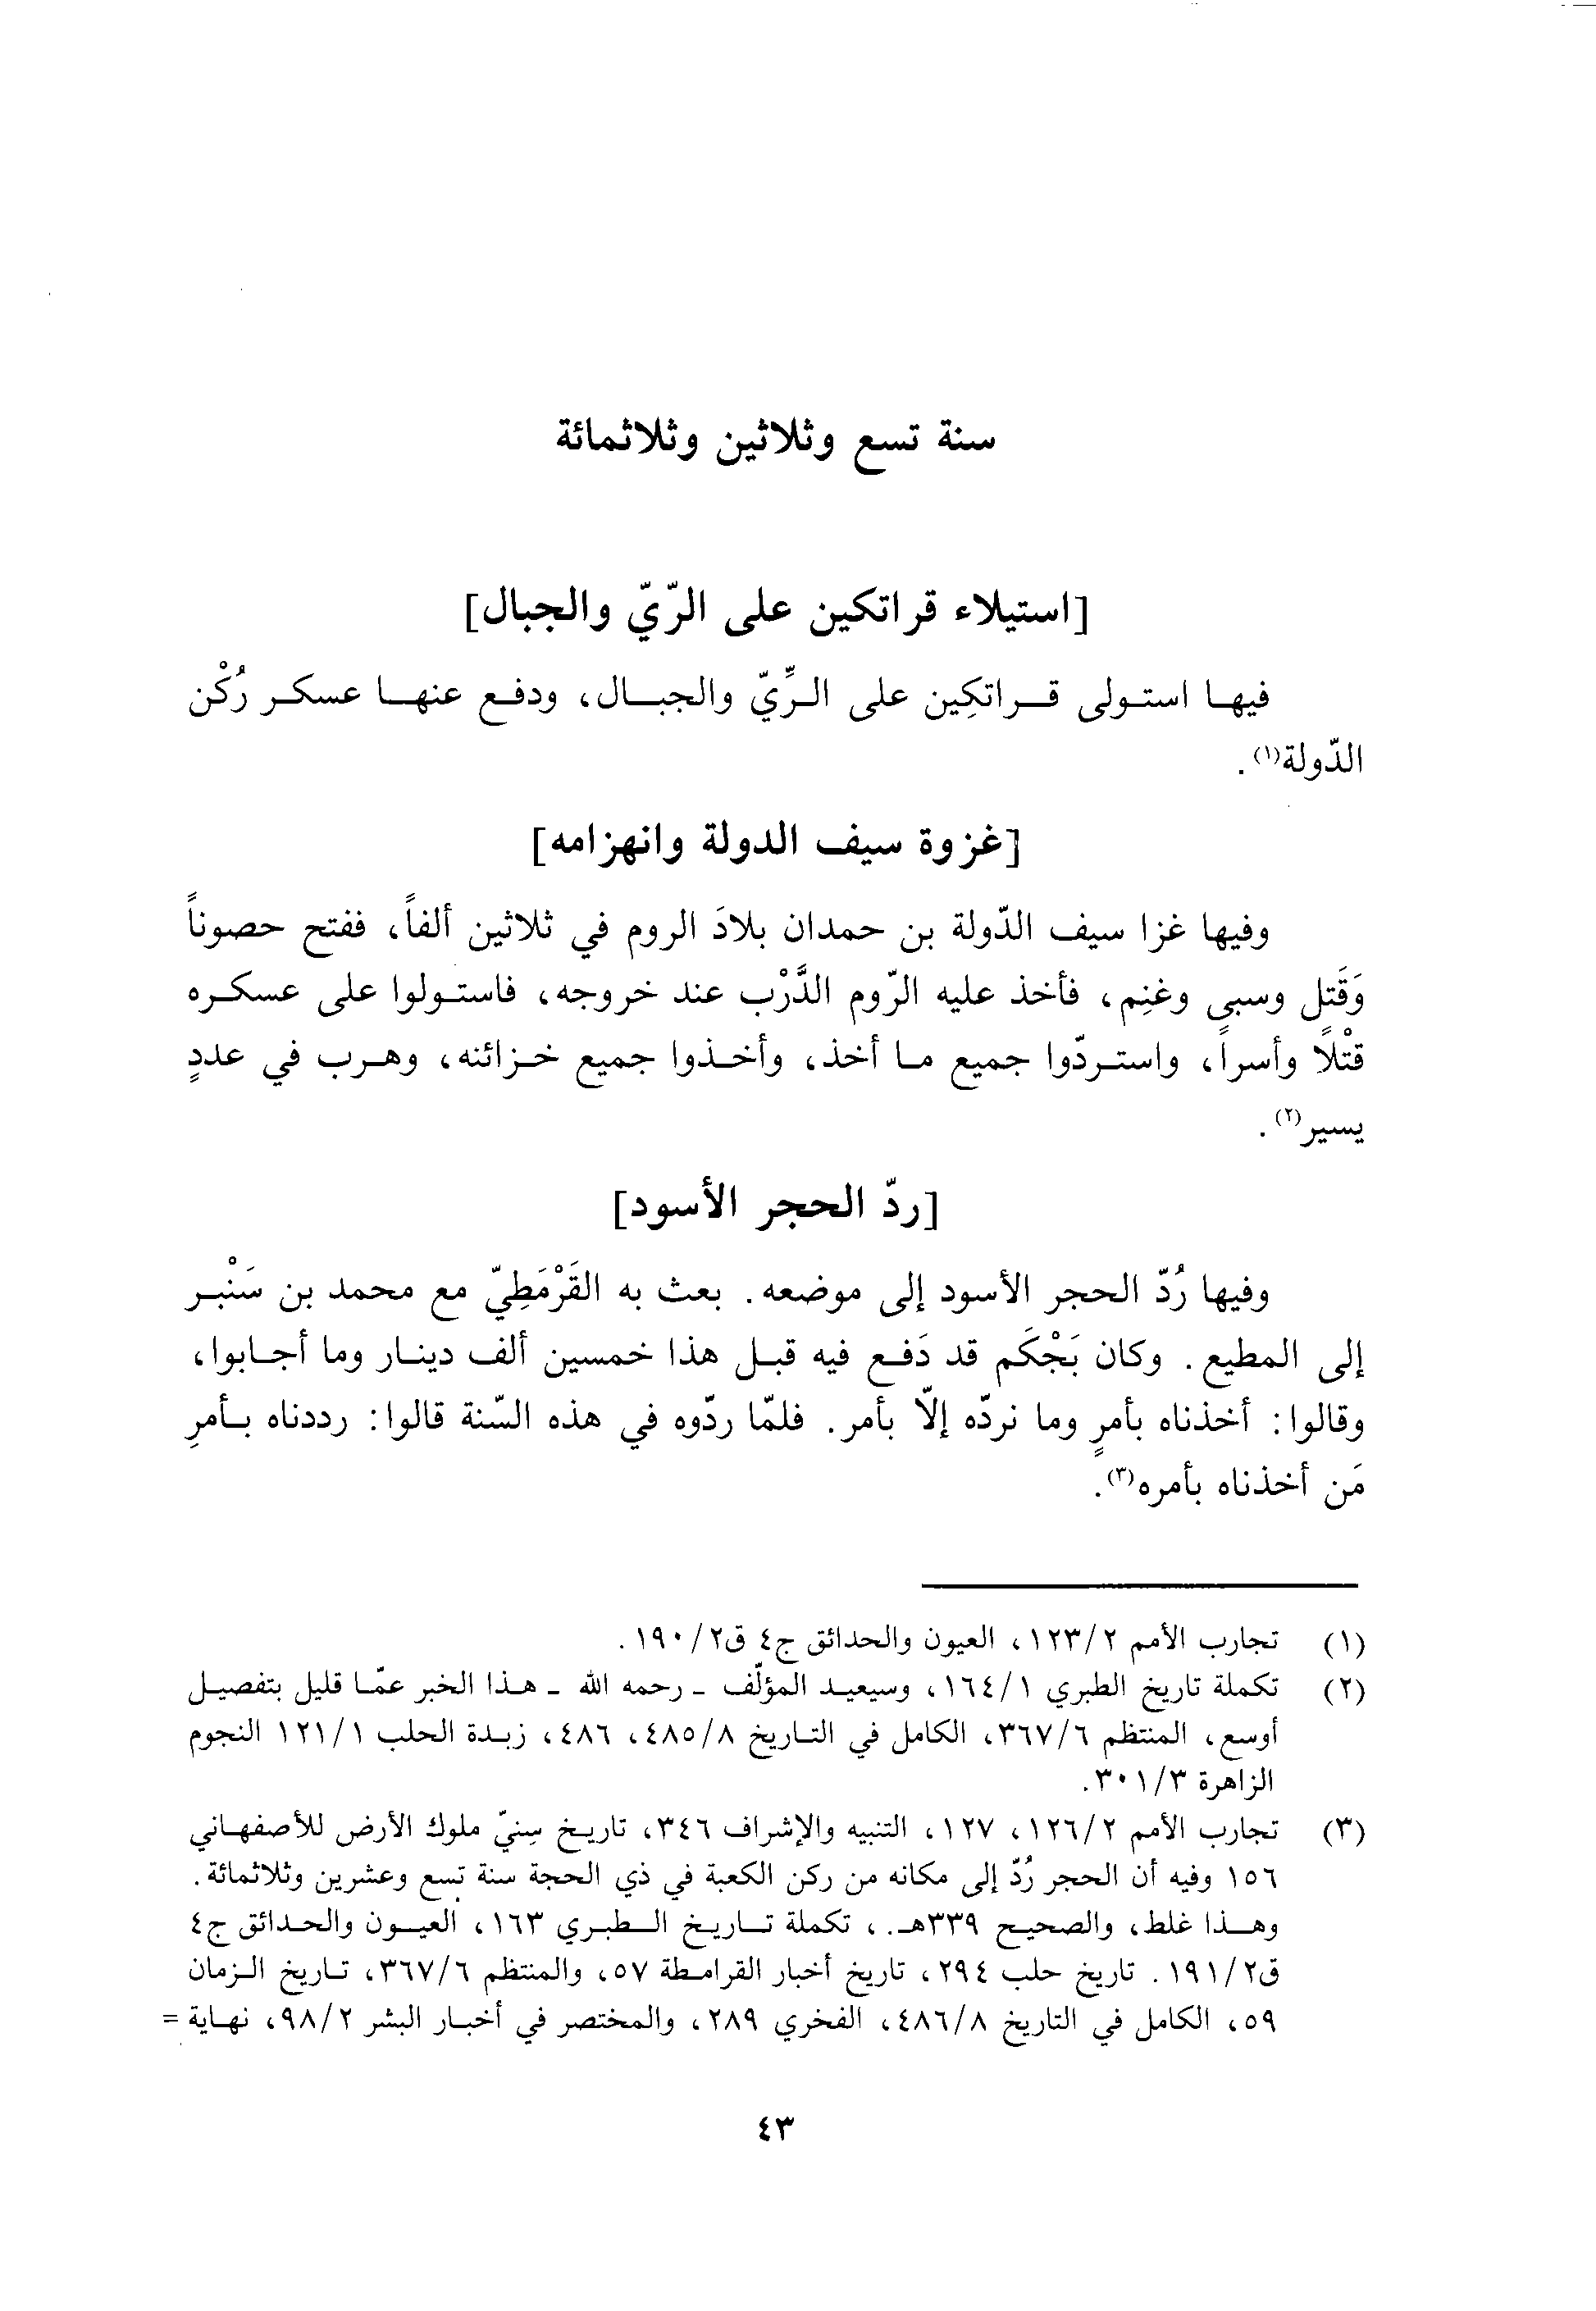 سنة تسع وثلاثين وثلاثمائة
[استيلاء قراتكين على الرّيّ والجبال]
فيها استولى قراتكِين على الرِّيّ والجبال، ودفع عنها عسكر رُكْن
الدّولة(١).
[غزوة سيف الدولة وانهزامه]
وفيها غزا سيف الدّولة بن حمدان بلادَ الروم في ثلاثين ألفاً، ففتح حصوناً
وَقَتل وسبى وغنِم، فأخذ عليه الرّوم الدَّرْب عند خروجه، فاستولوا على عسكره
قتْلاً وأسراً، واستردّوا جميع ما أخذ، وأخذوا جميع خزائنه، وهرب في عددٍ
يسير(٢).
[ردّ الحجر الأسود]
وفيها رُدّ الحجر الأسود إلى موضعه. بعث به القَرْمَطِيّ مع محمد بن سَنْبر
إلى المطيع. وكان بَجْكَم قد دَفع فيه قبل هذا خمسين ألف دينار وما أجابوا،
وقالوا: أخذناه بأمرٍ وما نردّه إلّا بأمر. فلمّا ردّوه في هذه السّنة قالوا: رددناه بأمرِ
مَن أخذناه بأمره(٣).
(١) تجارب الأمم ١٢٣/٢، العيون والحدائق ج٤ ق١٩٠/٢.
(٢) تكملة تاريخ الطبري ١٦٤/١، وسيعيد المؤلّف - رحمه الله - هذا الخبر عمّا قليل بتفصيل
أوسع، المنتظم ٣٦٧/٦، الكامل في التاريخ ٤٨٥/٨، ٤٨٦، زبدة الحلب ١٢١/١ النجوم
الزاهرة ٣٠١/٣.
(٣) تجارب الأمم ١٢٦/٢، ١٢٧، التنبيه والإشراف ٣٤٦، تاريخ سِنيّ ملوك الأرض للأصفهاني
١٥٦ وفيه أن الحجر رُدّ إلى مكانه من ركن الكعبة في ذي الحجة سنة تسع وعشرين وثلاثمائة.
وهذا غلط، والصحيح ٣٣٩هـ.، تكملة تاريخ الطبري ١٦٣، العيون والحدائق ج٤
ق١٩١/٢. تاريخ حلب ٢٩٤، تاريخ أخبار القرامطة ٥٧، والمنتظم ٣٦٧/٦، تاريخ الزمان
٥٩، الكامل في التاريخ ٤٨٦/٨، الفخري ٢٨٩، والمختصر في أخبار البشر ٩٨/٢، نهاية =
٤٣